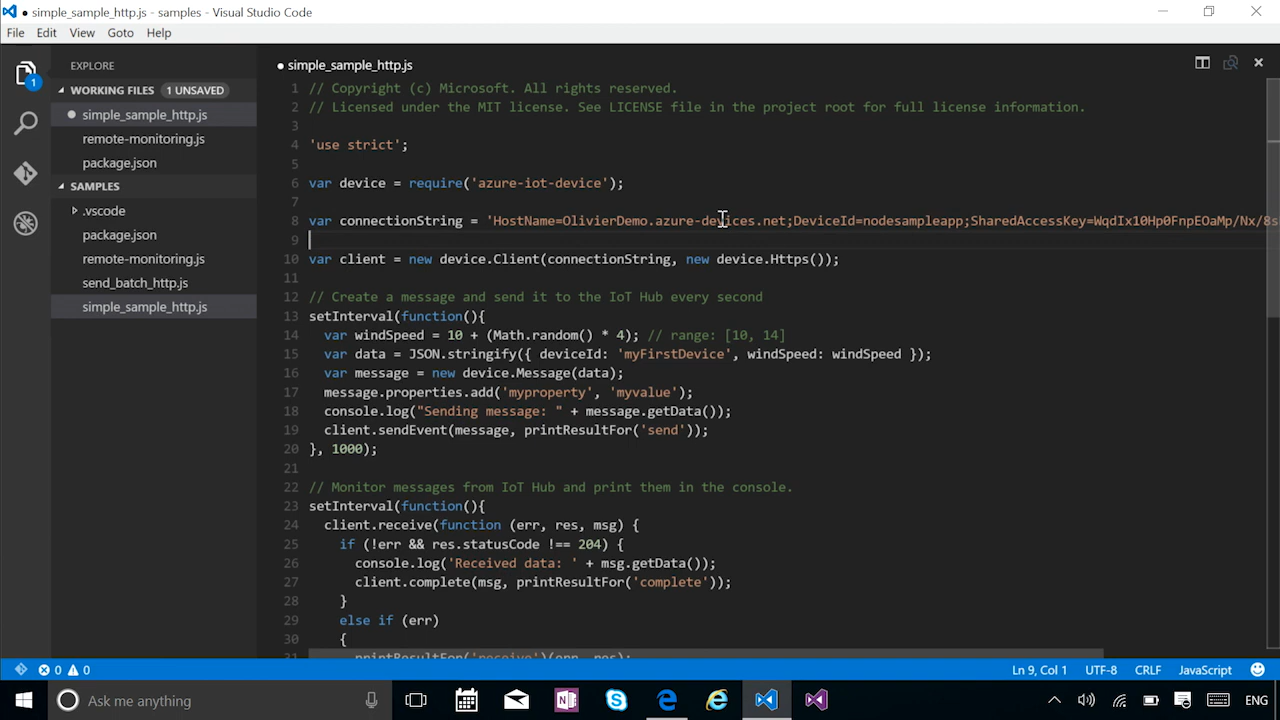 simple_sample_http.js - samples - Visual Studio Code
File Edit View Goto Help
EXPLORE
WORKING FILES 1 UNSAVED
simple_sample_http.js
remote-monitoring.js
package.json
SAMPLES
.vscode
package.json
remote-monitoring.js
send_batch_http.js
simple_sample_http.js
1
simple_sample_http.js
1 // Copyright (c) Microsoft. All rights reserved.
2 // Licensed under the MIT license. See LICENSE file in the project root for full license information.
3
4 'use strict';
5
6 var device = require('azure-iot-device');
7
8 var connectionString = 'HostName=OlivierDemo.azure-devices.net;DeviceId=nodesampleapp;SharedAccessKey=WqdIx10Hp0FnpEOaMp/Nx/8s
9
10 var client = new device.Client(connectionString, new device.Https());
11
12 // Create a message and send it to the IoT Hub every second
13 setInterval(function(){
14 var windSpeed = 10 + (Math.random() * 4); // range: [10, 14]
15 var data = JSON.stringify({ deviceId: 'myFirstDevice', windSpeed: windSpeed });
16 var message = new device.Message(data);
17 message.properties.add('myproperty', 'myvalue');
18 console.log("Sending message: " + message.getData());
19 client.sendEvent(message, printResultFor('send'));
20 }, 1000);
21
22 // Monitor messages from IoT Hub and print them in the console.
23 setInterval(function(){
24 client.receive(function (err, res, msg) {
25 if (!err && res.statusCode !== 204) {
26 console.log('Received data: ' + msg.getData());
27 client.complete(msg, printResultFor('complete'));
28 }
29 else if (err)
30 {
31 printResultFor('receive')(err, res);
0 0 Ln 9, Col 1 UTF-8 CRLF JavaScript
Ask me anything ENG